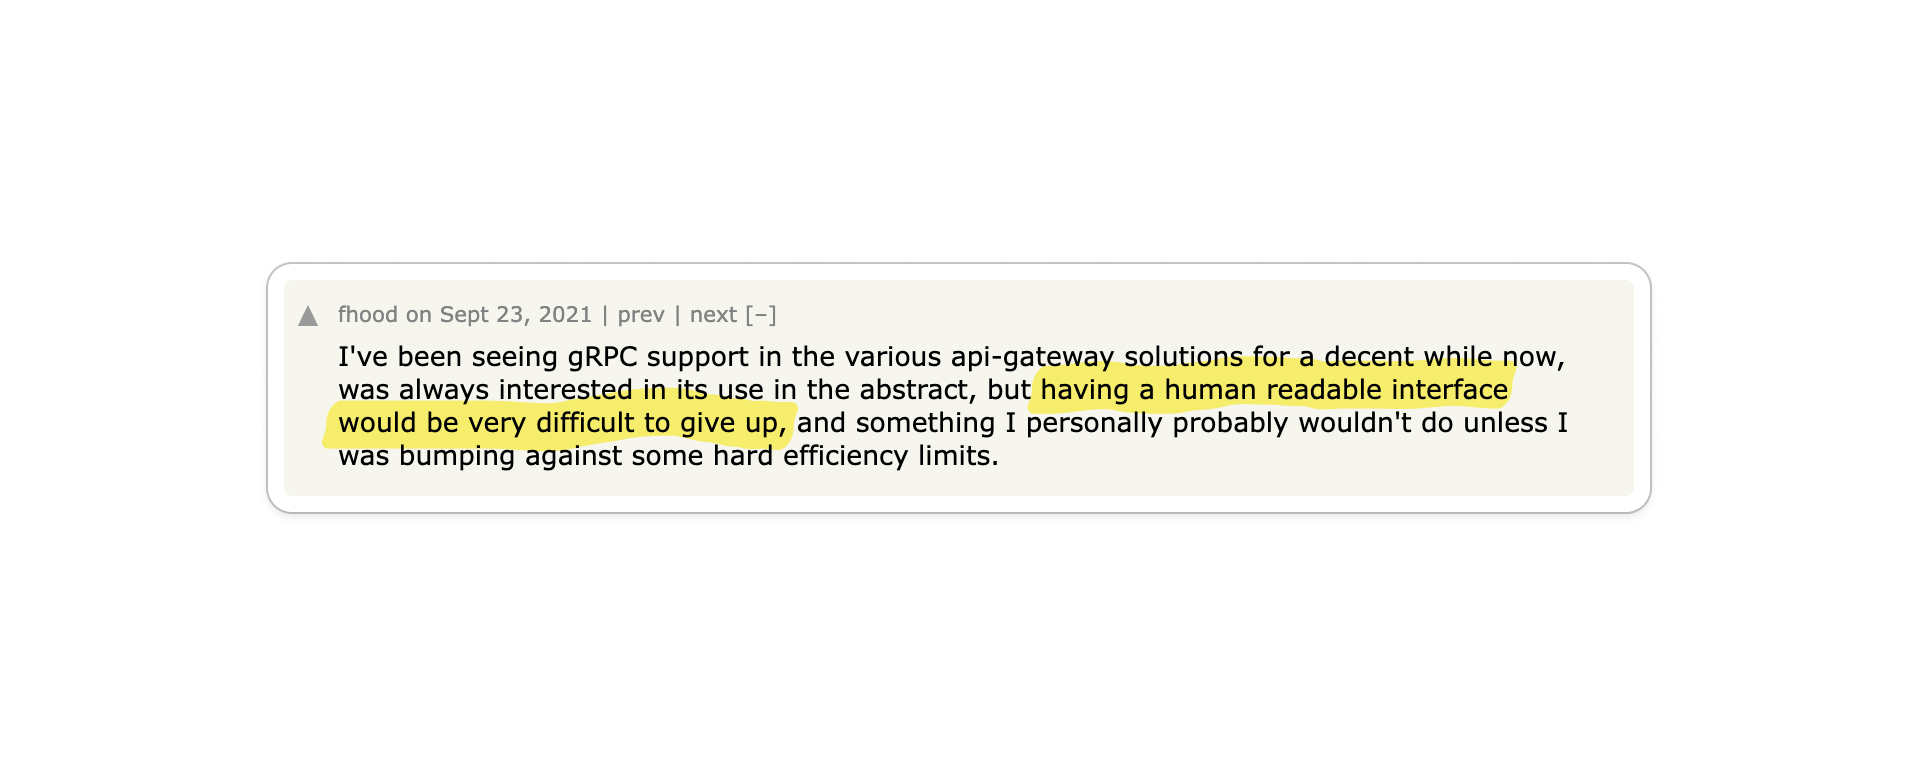 ▲ fhood on Sept 23, 2021 | prev | next [–]
I've been seeing gRPC support in the various api-gateway solutions for a decent while now,
was always interested in its use in the abstract, but having a human readable interface
would be very difficult to give up, and something I personally probably wouldn't do unless I
was bumping against some hard efficiency limits.